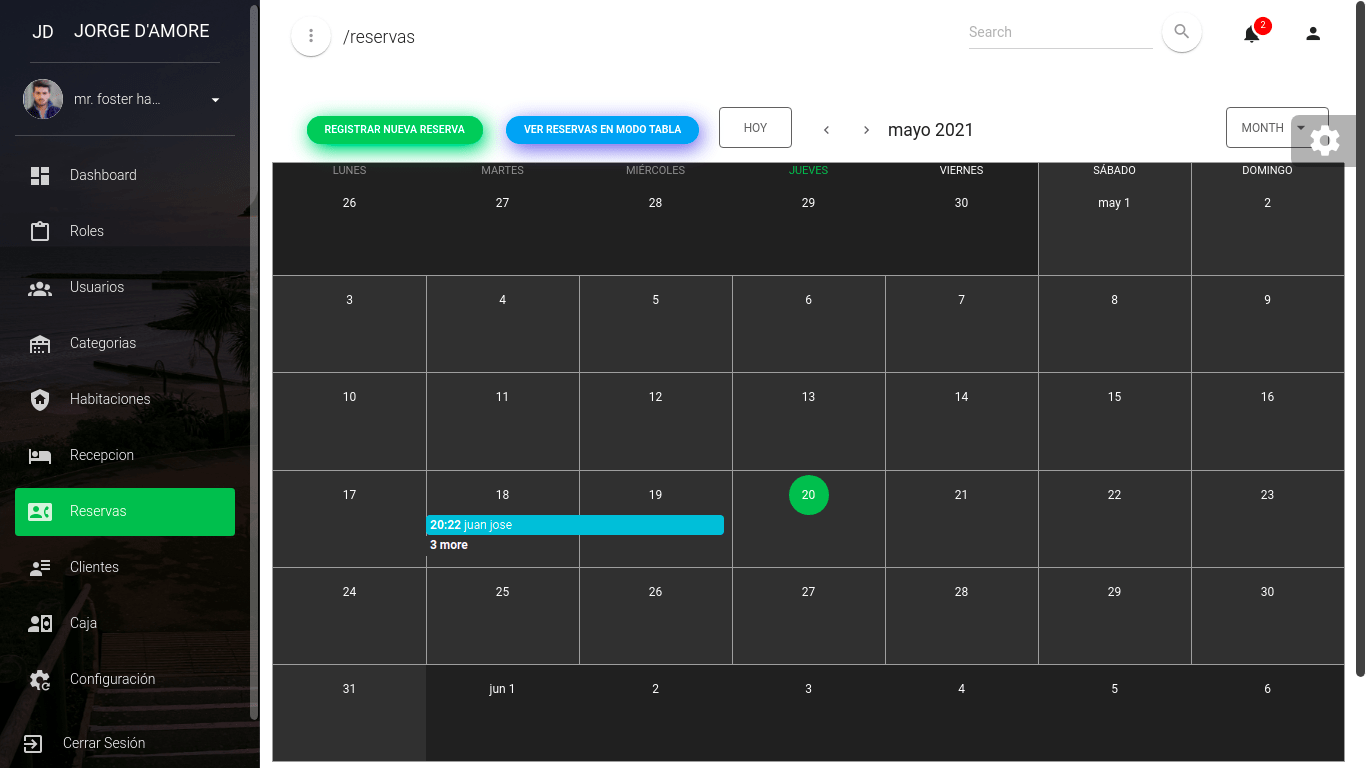 JD JORGE D'AMORE
mr. foster ha...
Dashboard
Roles
Usuarios
Categorias
Habitaciones
Recepcion
Reservas
Clientes
Caja
Configuración
Cerrar Sesión
/reservas
Search
2
REGISTRAR NUEVA RESERVA
VER RESERVAS EN MODO TABLA
HOY
mayo 2021
MONTH
LUNES MARTES MIÉRCOLES JUEVES VIERNES SÁBADO DOMINGO
26 27 28 29 30 may 1 2
3 4 5 6 7 8 9
10 11 12 13 14 15 16
17 18 19 20 21 22 23
20:22 juan jose
3 more
24 25 26 27 28 29 30
31 jun 1 2 3 4 5 6